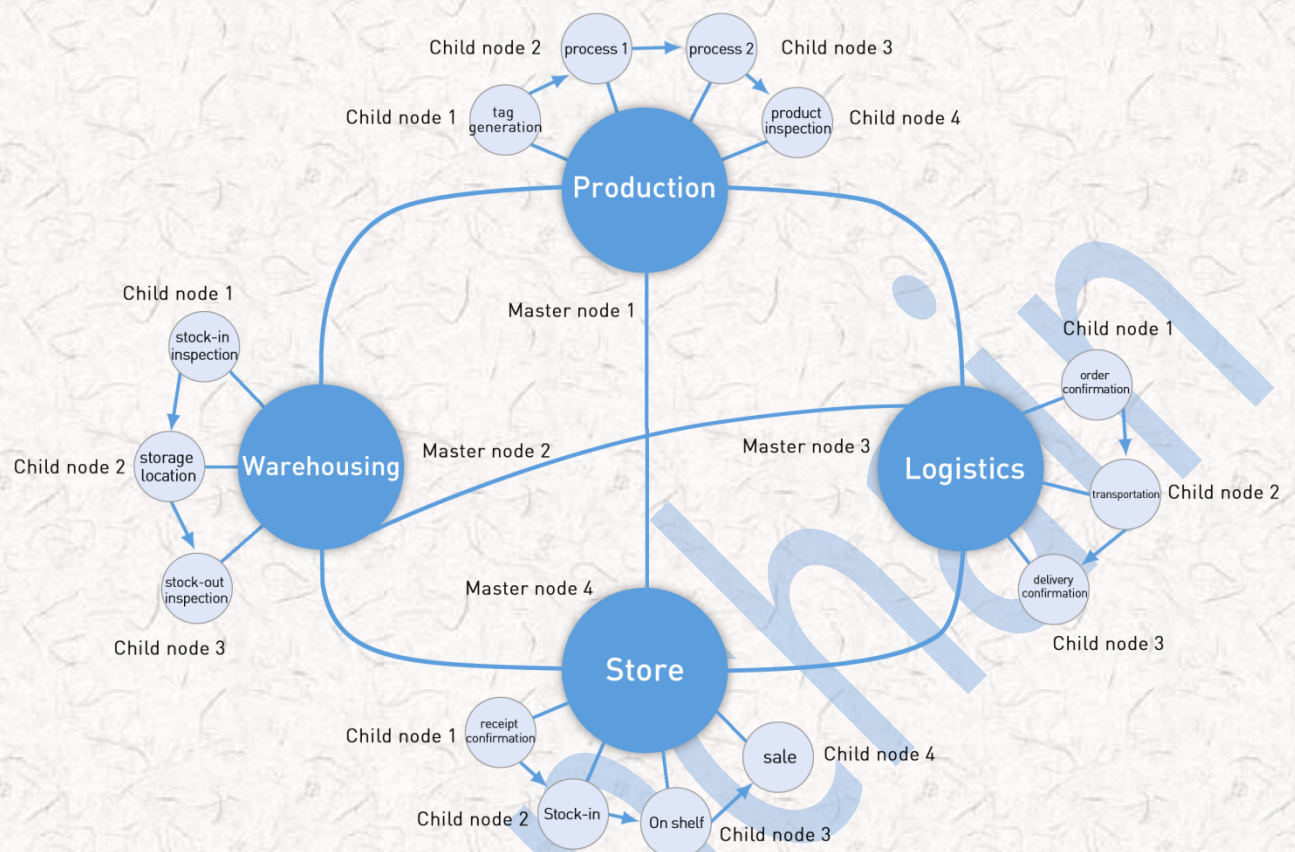 Child node 2
process 1
process 2
Child node 3
Child node 1
tag
generation
product
inspection
Child node 4
Production
Master node 1
Child node 1
stock-in
inspection
Child node 2
storage
location
stock-out
inspection
Child node 3
Warehousing
Master node 2
Master node 3
Logistics
Child node 1
order
confirmation
transportation
Child node 2
delivery
confirmation
Child node 3
Master node 4
Store
Child node 1
receipt
confirmation
Child node 2
Stock-in
On shelf
Child node 3
sale
Child node 4